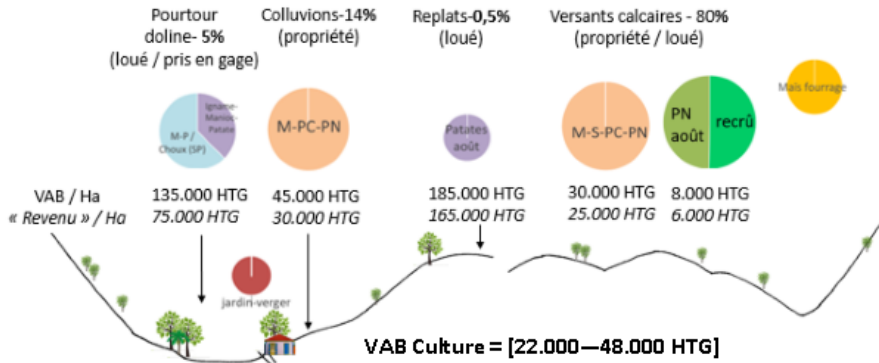 Pourtour
doline- 5%
(loué / pris en gage)
Colluvions-14%
(propriété)
Replats-0,5%
(loué)
Versants calcaires - 80%
(propriété / loué)
M-P /
Choux (SP)
Igname-
Manioc-
Patate
M-PC-PN
Patates
août
M-S-PC-PN
PN
août
recrû
Maïs fourrage
VAB / Ha
135.000 HTG
45.000 HTG
185.000 HTG
30.000 HTG
8.000 HTG
« Revenu » / Ha
75.000 HTG
30.000 HTG
165.000 HTG
25.000 HTG
6.000 HTG
jardin-verger
VAB Culture = [22.000—48.000 HTG]